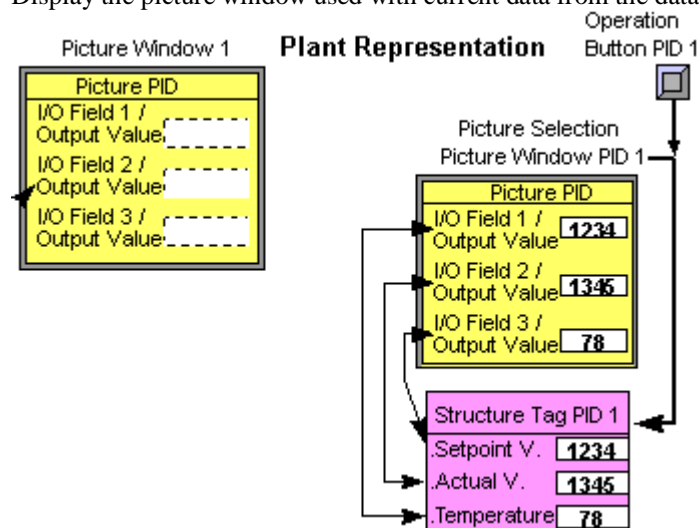 Display the picture window used with current data from the data
Operation
Button PID 1
Picture Window 1
Plant Representation
Picture PID
I/O Field 1 /
Output Value
I/O Field 2 /
Output Value
I/O Field 3 /
Output Value
Picture Selection
Picture Window PID 1
Picture PID
I/O Field 1 /
Output Value 1234
I/O Field 2 /
Output Value 1345
I/O Field 3 /
Output Value 78
Structure Tag PID 1
.Setpoint V. 1234
.Actual V. 1345
.Temperature 78